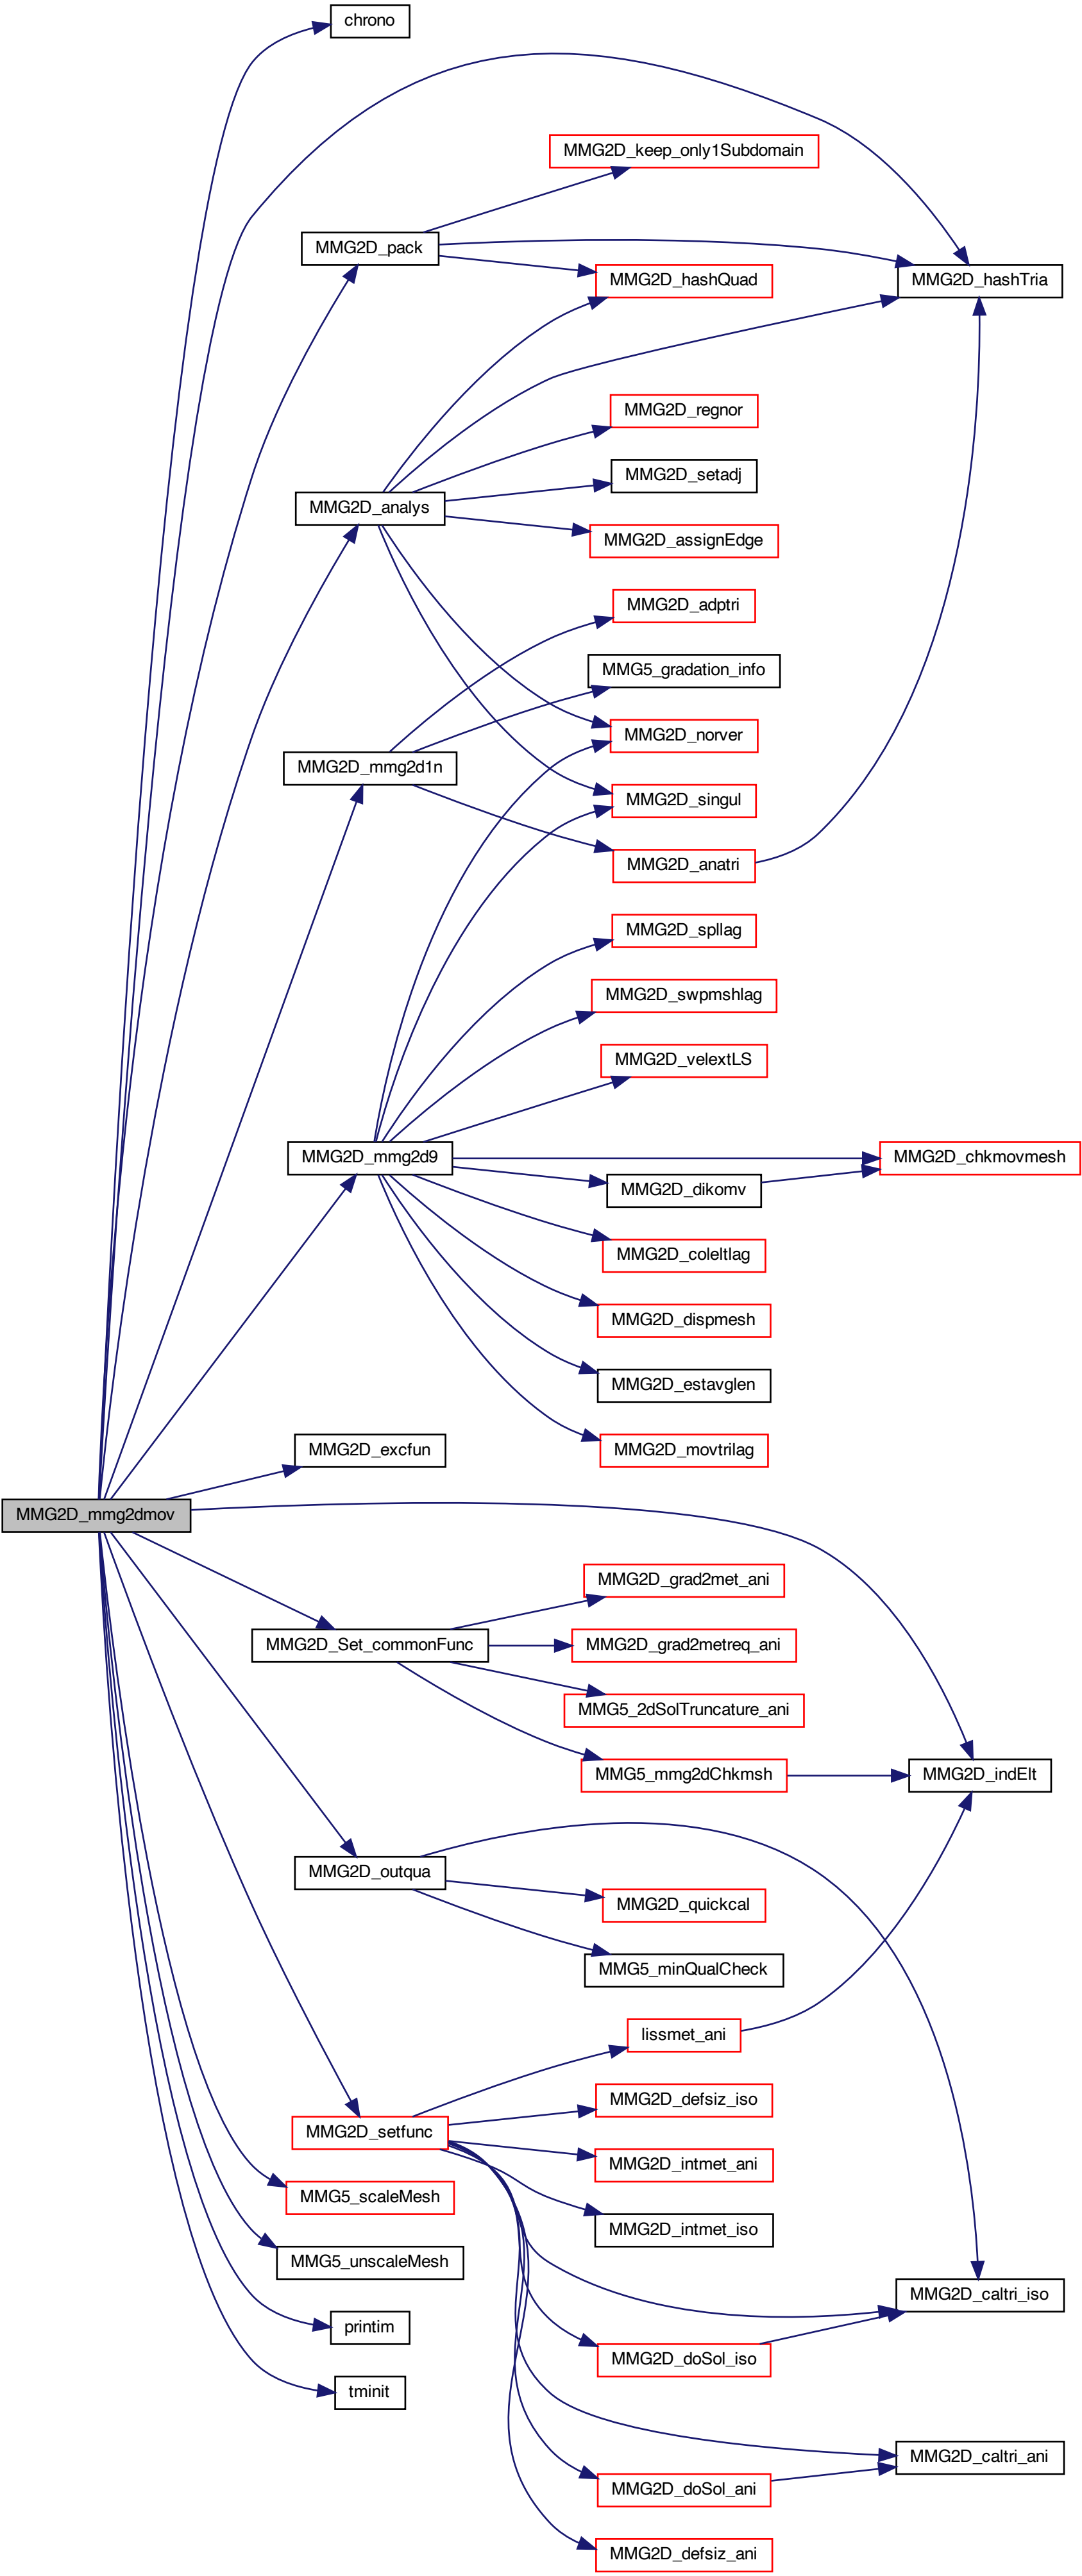 chrono
MMG2D_keep_only1Subdomain
MMG2D_pack
MMG2D_hashQuad
MMG2D_hashTria
MMG2D_regnor
MMG2D_setadj
MMG2D_analys
MMG2D_assignEdge
MMG2D_adptri
MMG5_gradation_info
MMG2D_norver
MMG2D_mmg2d1n
MMG2D_singul
MMG2D_anatri
MMG2D_spllag
MMG2D_swpmshlag
MMG2D_velextLS
MMG2D_mmg2d9
MMG2D_chkmovmesh
MMG2D_dikomv
MMG2D_coleltlag
MMG2D_dispmesh
MMG2D_estavglen
MMG2D_excfun
MMG2D_movtrilag
MMG2D_mmg2dmov
MMG2D_grad2met_ani
MMG2D_Set_commonFunc
MMG2D_grad2metreq_ani
MMG5_2dSolTruncature_ani
MMG5_mmg2dChkmsh
MMG2D_indElt
MMG2D_outqua
MMG2D_quickcal
MMG5_minQualCheck
lissmet_ani
MMG2D_defsiz_iso
MMG2D_setfunc
MMG2D_intmet_ani
MMG5_scaleMesh
MMG2D_intmet_iso
MMG5_unscaleMesh
MMG2D_caltri_iso
printim
MMG2D_doSol_iso
tminit
MMG2D_caltri_ani
MMG2D_doSol_ani
MMG2D_defsiz_ani